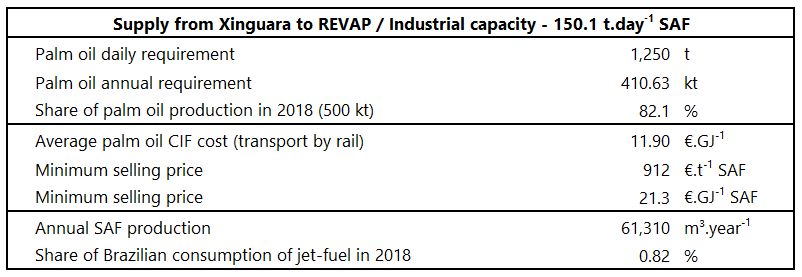 Supply from Xinguara to REVAP / Industrial capacity - 150.1 t.day⁻¹ SAF
Palm oil daily requirement 1,250 t
Palm oil annual requirement 410.63 kt
Share of palm oil production in 2018 (500 kt) 82.1 %
Average palm oil CIF cost (transport by rail) 11.90 €.GJ⁻¹
Minimum selling price 912 €.t⁻¹ SAF
Minimum selling price 21.3 €.GJ⁻¹ SAF
Annual SAF production 61,310 m³.year⁻¹
Share of Brazilian consumption of jet-fuel in 2018 0.82 %